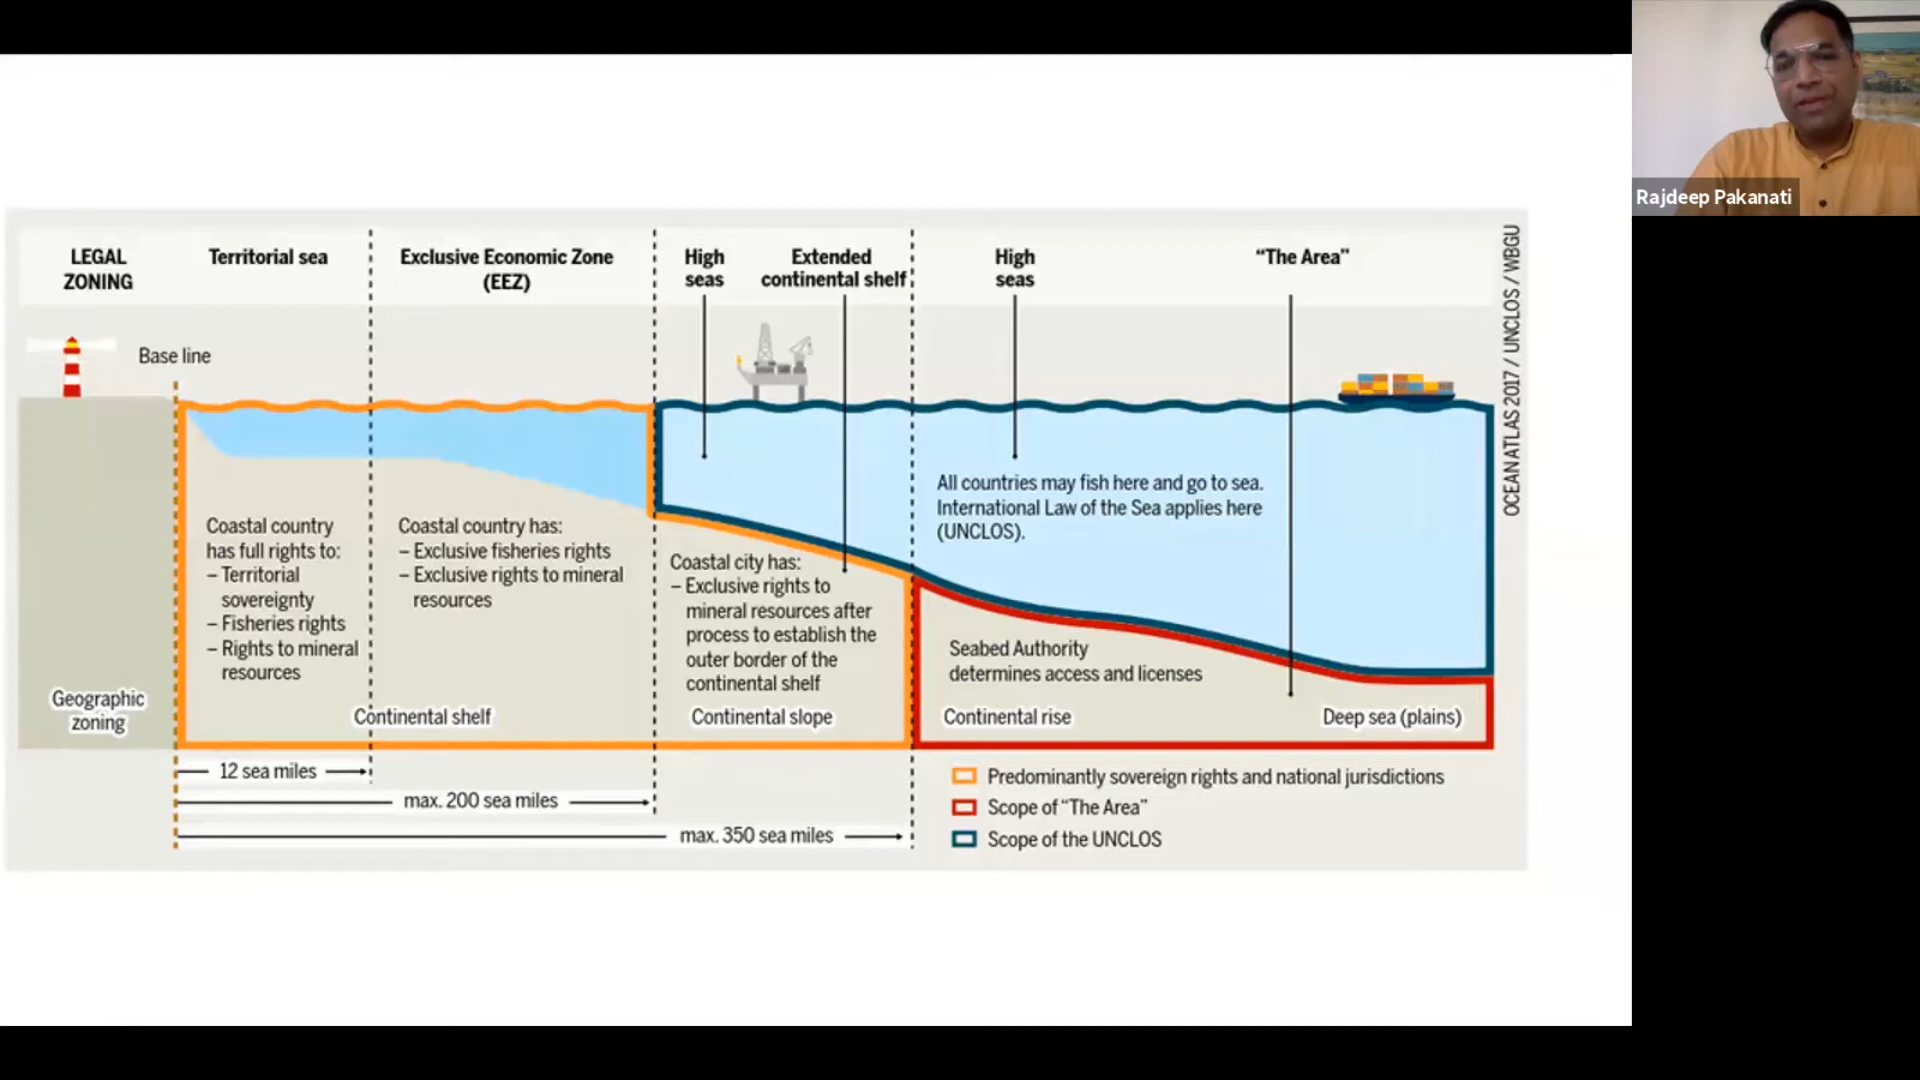 Rajdeep Pakanati
LEGAL
ZONING
Territorial sea
Exclusive Economic Zone
(EEZ)
High
seas
Extended
continental shelf
High
seas
“The Area”
OCEAN ATLAS 2017 / UNCLOS / WBGU
Base line
All countries may fish here and go to sea.
International Law of the Sea applies here
(UNCLOS).
Coastal country
has full rights to:
– Territorial
sovereignty
– Fisheries rights
– Rights to mineral
resources
Coastal country has:
– Exclusive fisheries rights
– Exclusive rights to mineral
resources
Coastal city has:
– Exclusive rights to
mineral resources after
process to establish the
outer border of the
continental shelf
Seabed Authority
determines access and licenses
Geographic
zoning
Continental shelf
Continental slope
Continental rise
Deep sea (plains)
12 sea miles
max. 200 sea miles
max. 350 sea miles
Predominantly sovereign rights and national jurisdictions
Scope of “The Area”
Scope of the UNCLOS